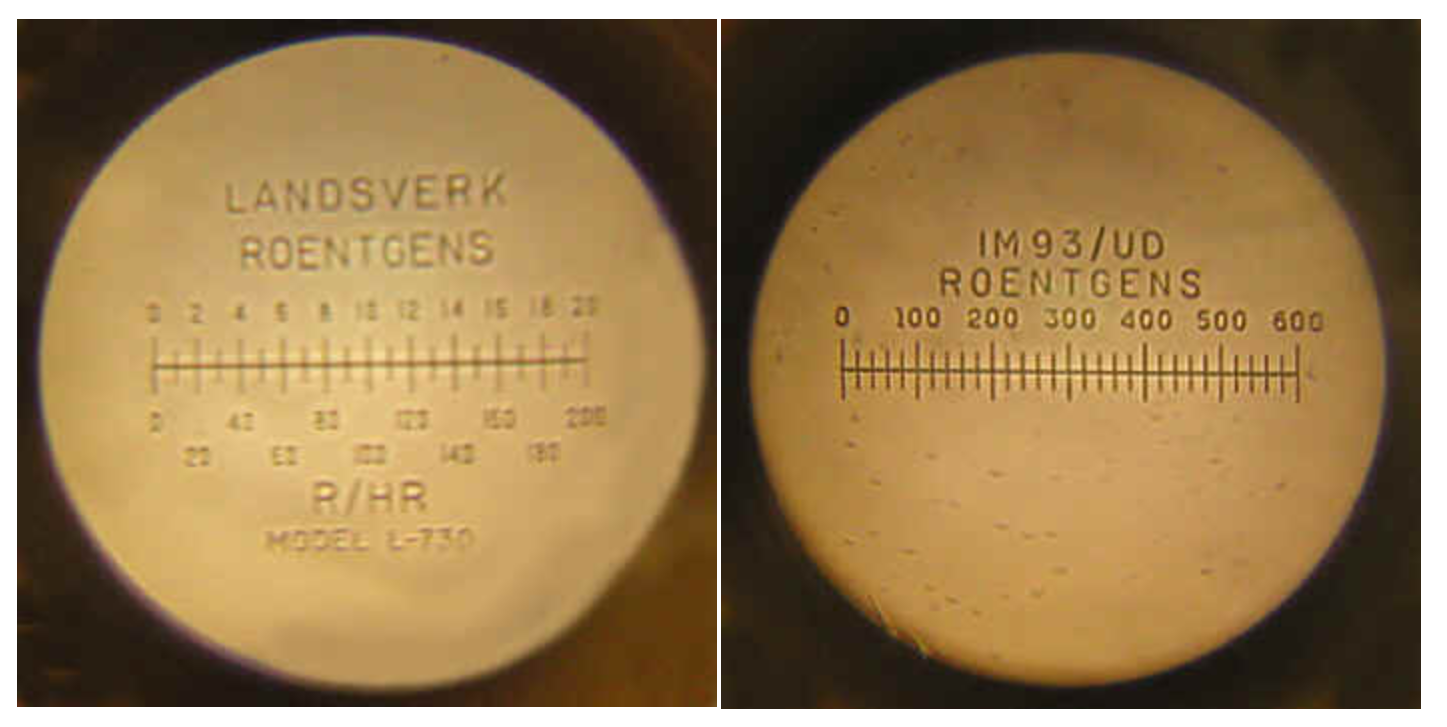 LANDSVERK
ROENTGENS
0 2 4 6 8 10 12 14 16 18 20
0 40 80 120 160 200
20 60 100 140 180
R/HR
MODEL L-730
IM93/UD
ROENTGENS
0 100 200 300 400 500 600